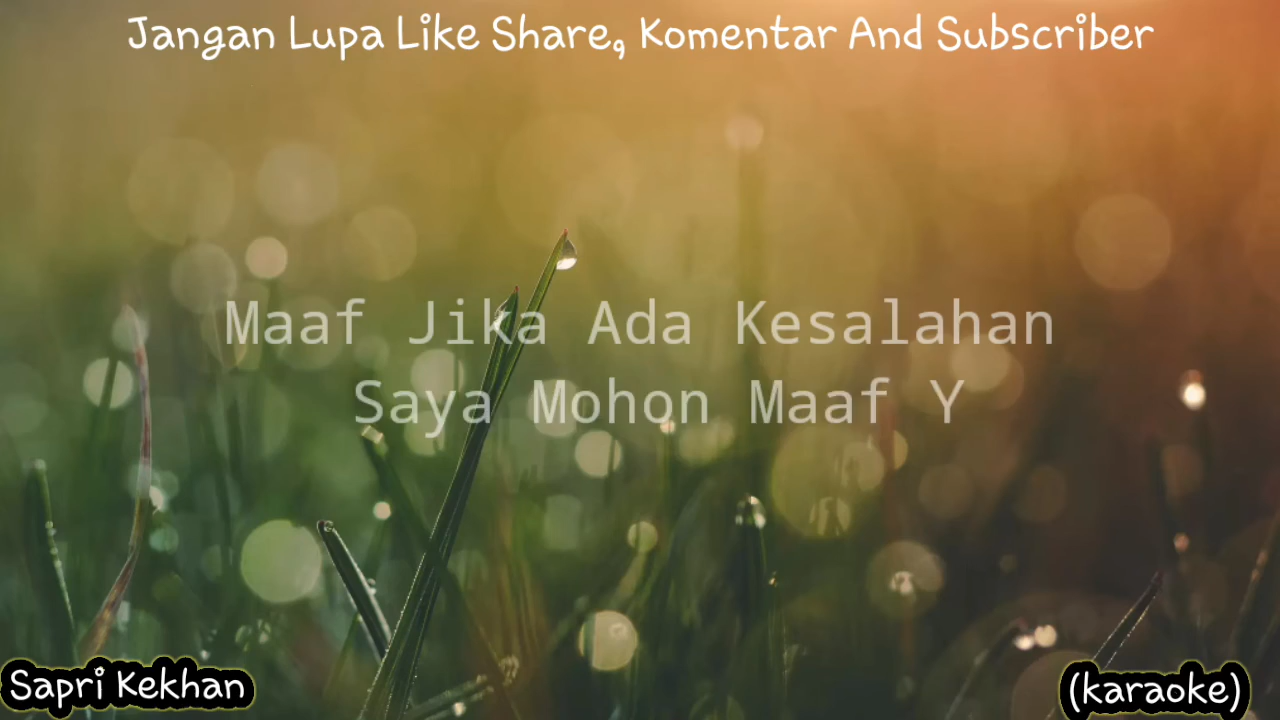 Jangan Lupa Like Share, Komentar And Subscriber
Maaf Jika Ada Kesalahan
Saya Mohon Maaf Y
Sapri Kekhan
(karaoke)